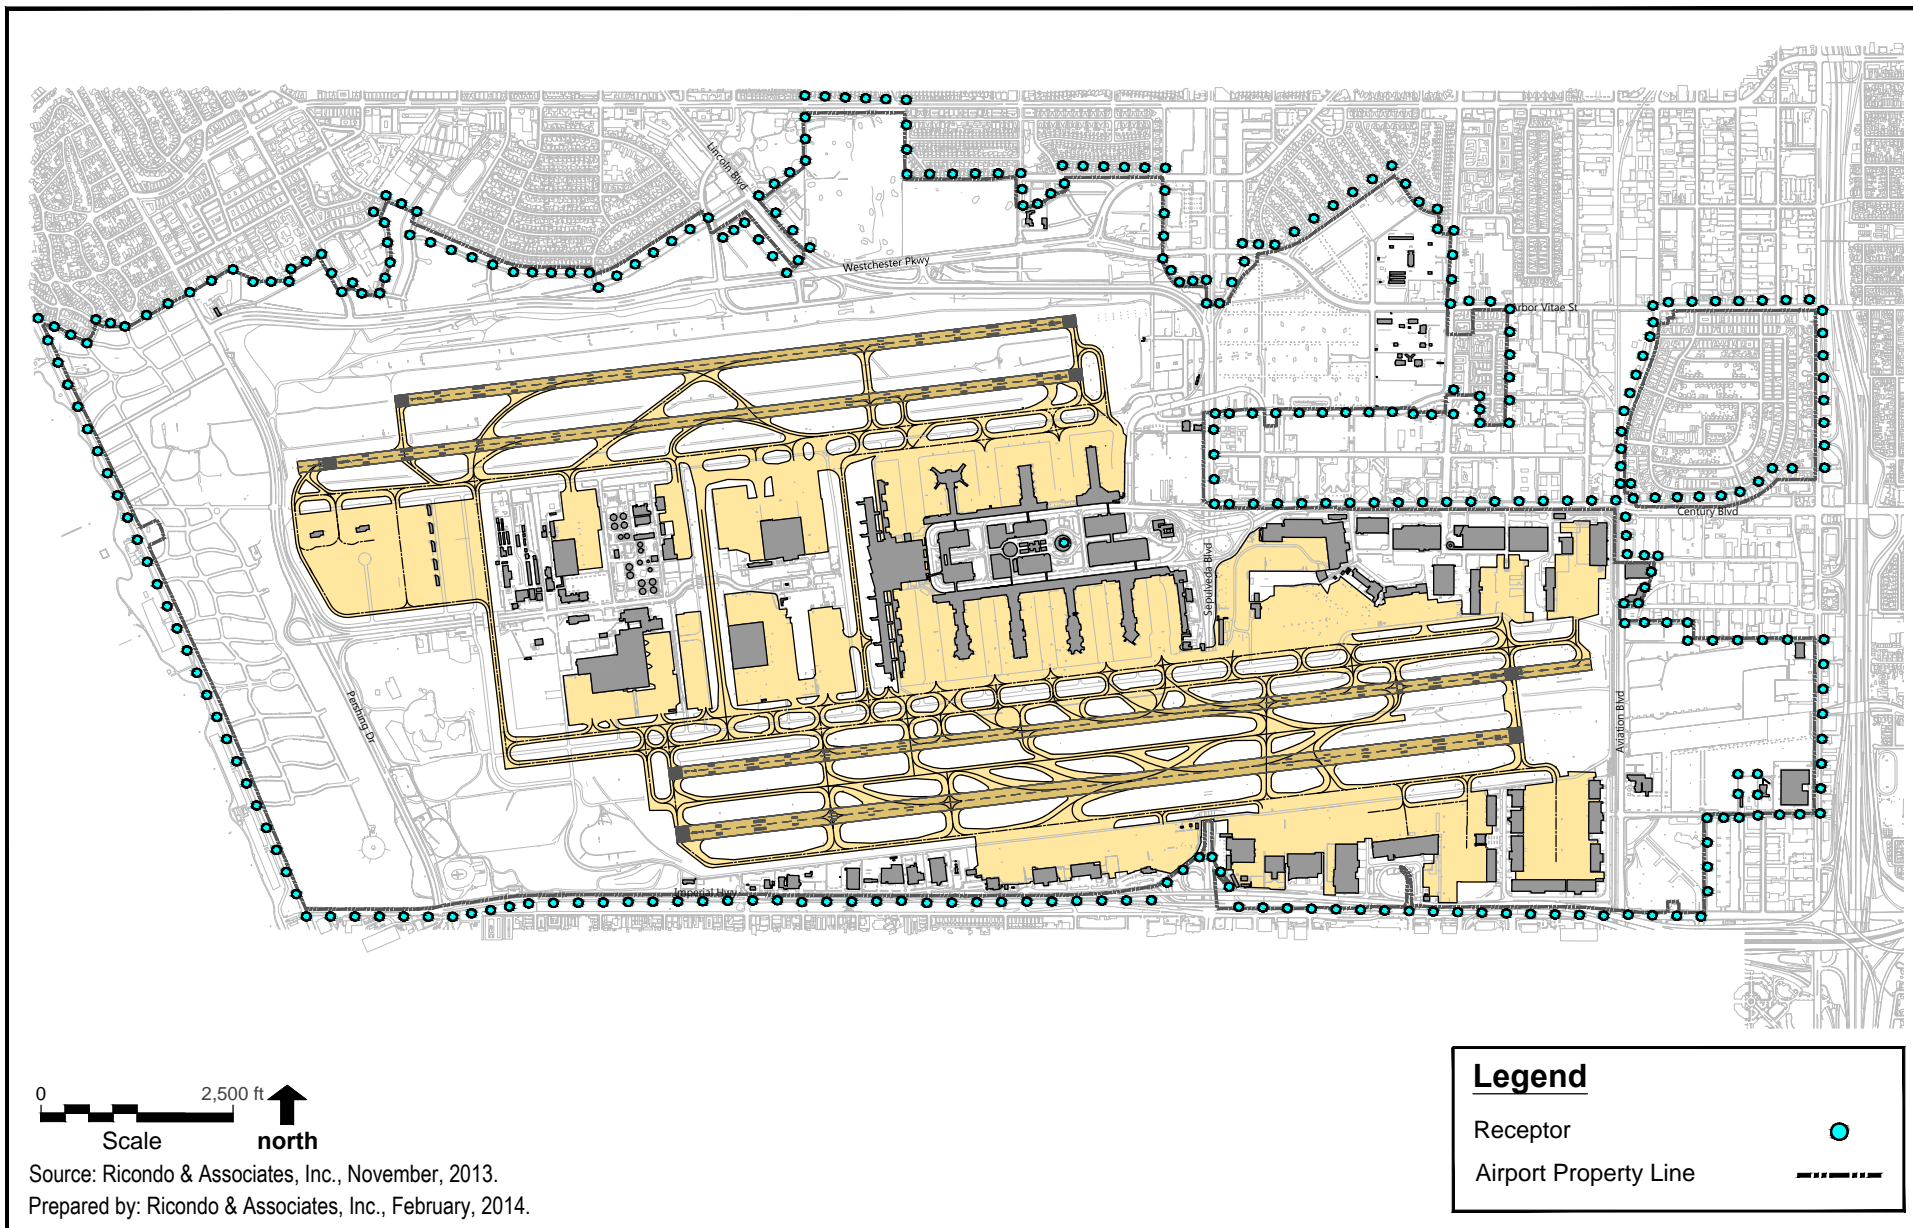 Lincoln Blvd
Westchester Pkwy
Arbor Vitae St
Century Blvd
Sepulveda Blvd
Pershing Dr
Aviation Blvd
Imperial Hwy
0 2,500 ft
Scale north
Source: Ricondo & Associates, Inc., November, 2013.
Prepared by: Ricondo & Associates, Inc., February, 2014.
Legend
Receptor
Airport Property Line